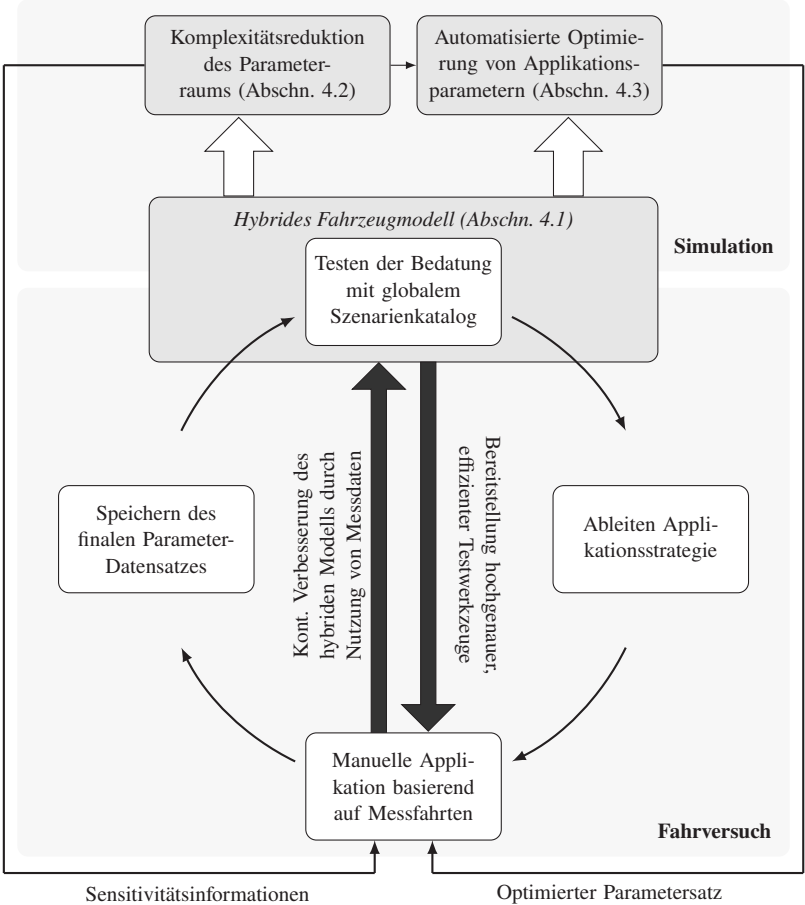 Komplexitätsreduktion
des Parameter-
raums (Abschn. 4.2)
Automatisierte Optimie-
rung von Applikations-
parametern (Abschn. 4.3)
Hybrides Fahrzeugmodell (Abschn. 4.1)
Simulation
Testen der Bedatung
mit globalem
Szenarienkatalog
Kont. Verbesserung des
hybriden Modells durch
Nutzung von Messdaten
Bereitstellung hochgenauer,
effizienter Testwerkzeuge
Speichern des
finalen Parameter-
Datensatzes
Ableiten Appli-
kationsstrategie
Manuelle Appli-
kation basierend
auf Messfahrten
Fahrversuch
Sensitivitätsinformationen
Optimierter Parametersatz